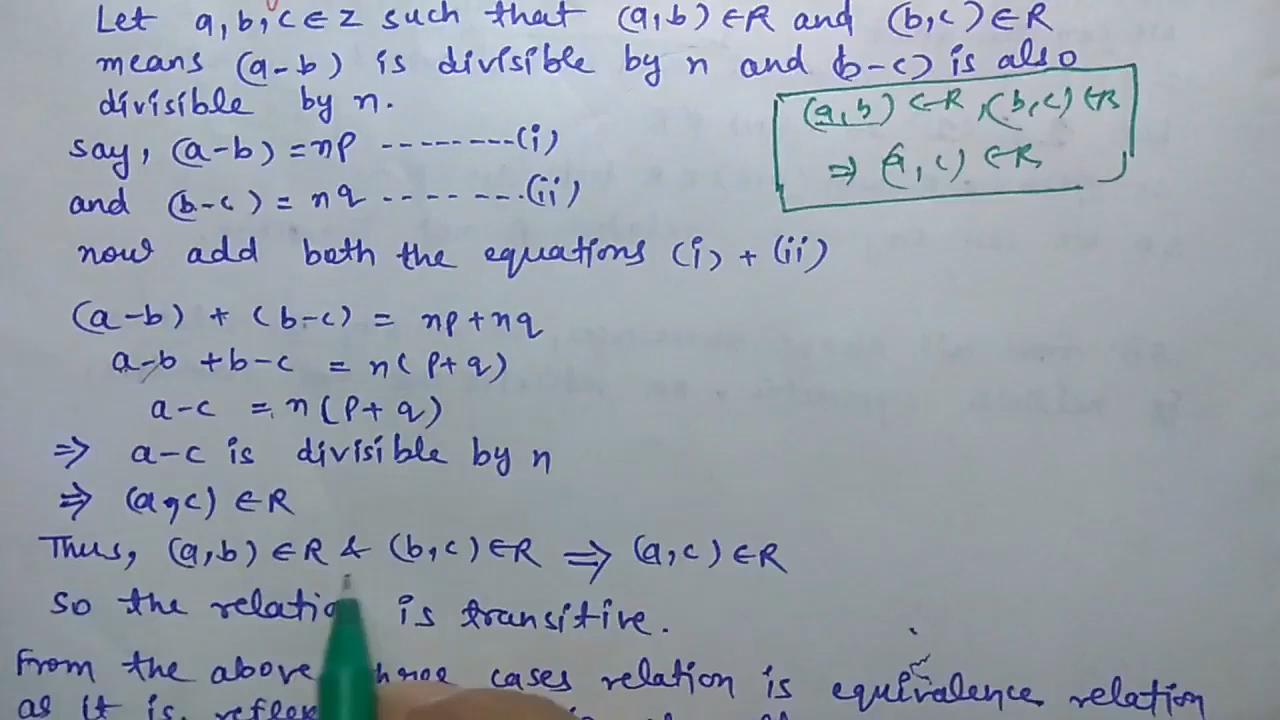 Let a, b, c ∈ Z such that (a, b) ∈ R and (b, c) ∈ R
means (a-b) is divisible by n and (b-c) is also
divisible by n.
(a, b) ∈ R, (b, c) ∈ R
⇒ (a, c) ∈ R
say, (a-b) = np --------- (i)
and (b-c) = nq --------- (ii)
now add both the equations (i) + (ii)
(a-b) + (b-c) = np + nq
a-b + b-c = n(p+q)
a-c = n(p+q)
⇒ a-c is divisible by n
⇒ (a, c) ∈ R
Thus, (a, b) ∈ R & (b, c) ∈ R ⇒ (a, c) ∈ R
So the relatio is transitive.
From the above cases relation is equivalence relation
as it is